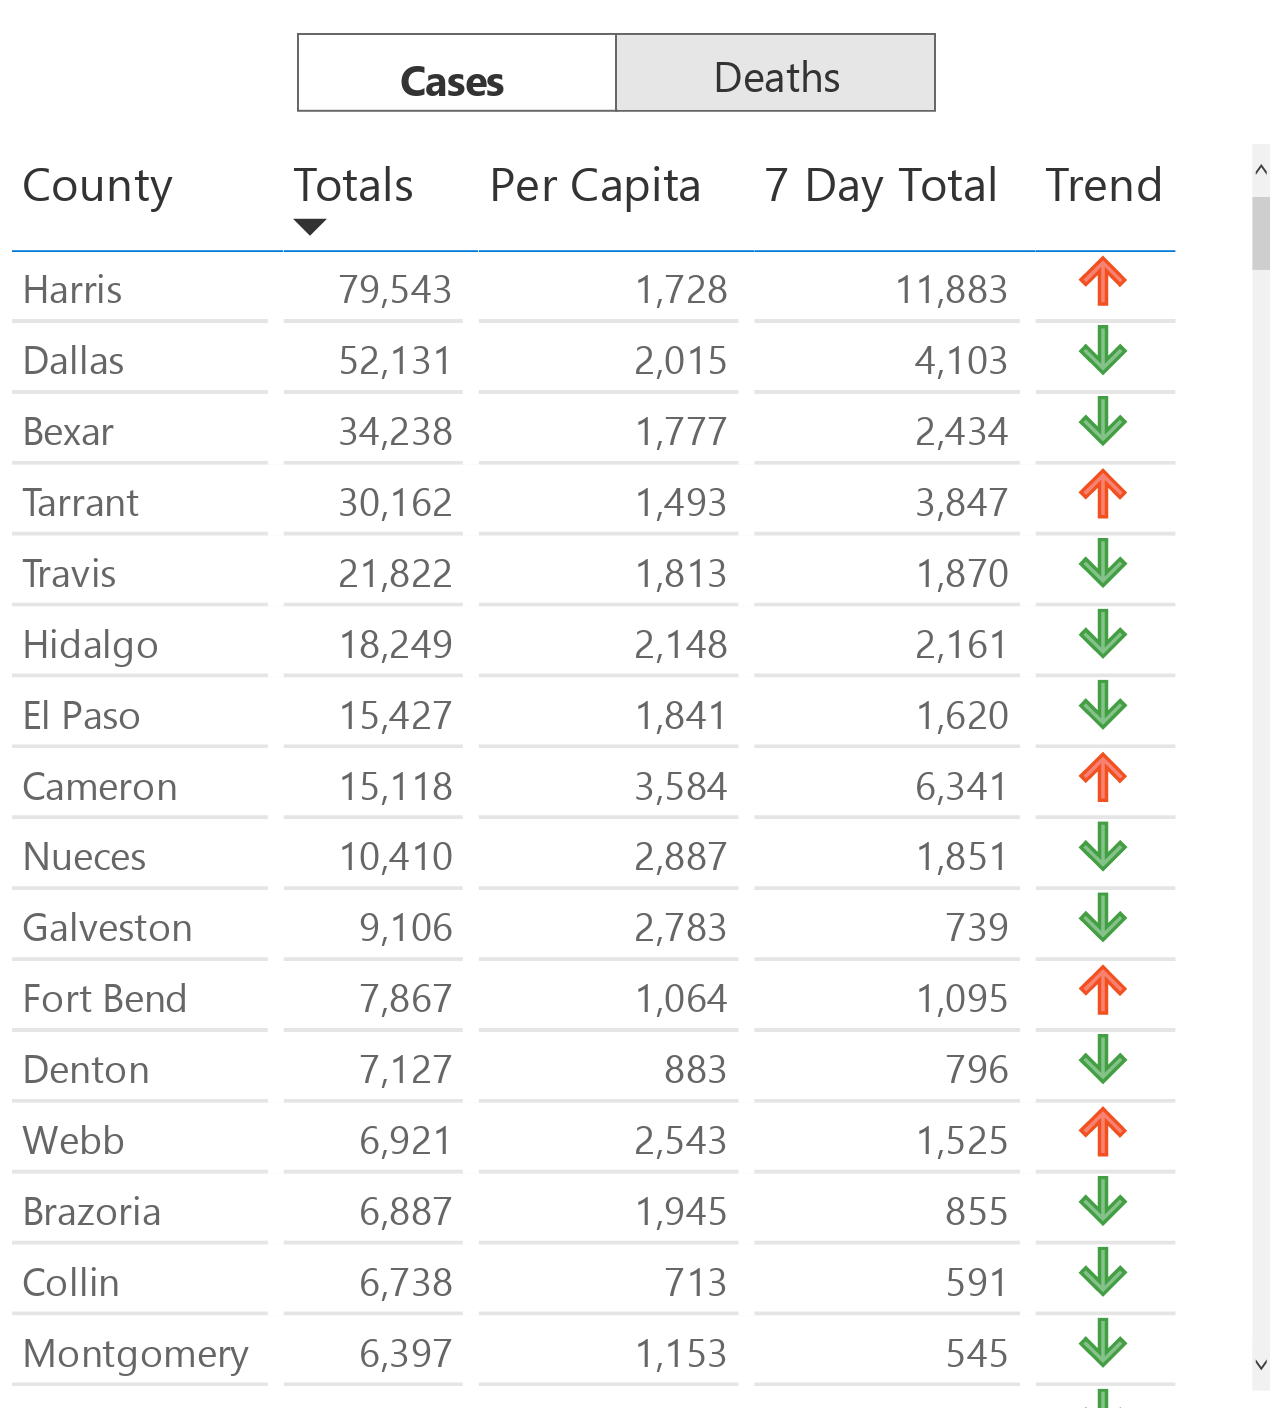 Cases Deaths
County Totals Per Capita 7 Day Total Trend
Harris 79,543 1,728 11,883
Dallas 52,131 2,015 4,103
Bexar 34,238 1,777 2,434
Tarrant 30,162 1,493 3,847
Travis 21,822 1,813 1,870
Hidalgo 18,249 2,148 2,161
El Paso 15,427 1,841 1,620
Cameron 15,118 3,584 6,341
Nueces 10,410 2,887 1,851
Galveston 9,106 2,783 739
Fort Bend 7,867 1,064 1,095
Denton 7,127 883 796
Webb 6,921 2,543 1,525
Brazoria 6,887 1,945 855
Collin 6,738 713 591
Montgomery 6,397 1,153 545